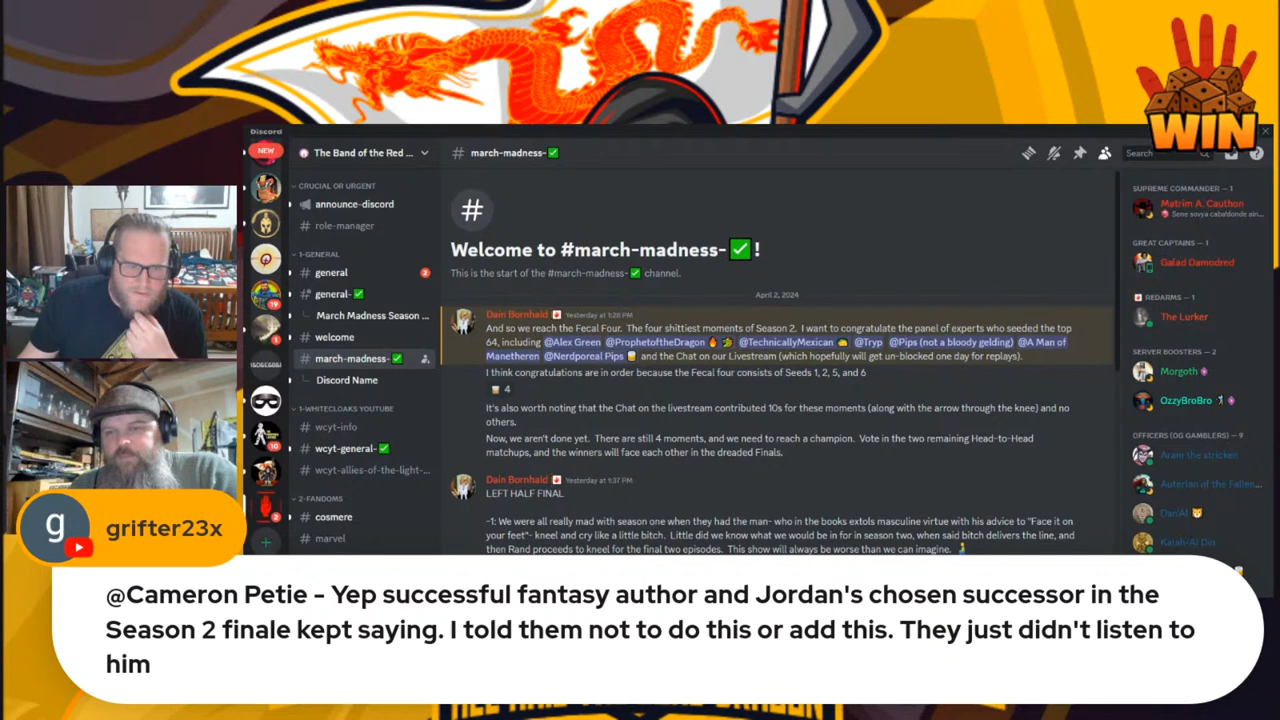 WIN
Discord
NEW
The Band of the Red ...
# march-madness-✅
Search
CRUCIAL OR URGENT
announce-discord
# role-manager
1-GENERAL
# general
2
# general-✅
March Madness Season ...
# welcome
# march-madness-✅
Discord Name
1-WHITECLOAKS YOUTUBE
# wcyt-info
# wcyt-general-✅
# wcyt-allies-of-the-light-...
2-FANDOMS
# cosmere
# marvel
19
1
10
2
#
Welcome to #march-madness-✅!
This is the start of the #march-madness-✅ channel.
April 2, 2024
Dain Bornhald Yesterday at 1:28 PM
And so we reach the Fecal Four. The four shittiest moments of Season 2. I want to congratulate the panel of experts who seeded the top
64, including @Alex Green @ProphetoftheDragon 🔥🐉 @TechnicallyMexican 🌮 @Tryp @Pips (not a bloody gelding) @A Man of
Manetheren @Nerdporeal Pips 🥃 and the Chat on our Livestream (which hopefully will get un-blocked one day for replays).
I think congratulations are in order because the Fecal four consists of Seeds 1, 2, 5, and 6
4
It's also worth noting that the Chat on the livestream contributed 10s for these moments (along with the arrow through the knee) and no
others.
Now, we aren't done yet. There are still 4 moments, and we need to reach a champion. Vote in the two remaining Head-to-Head
matchups, and the winners will face each other in the dreaded Finals.
Dain Bornhald Yesterday at 1:37 PM
LEFT HALF FINAL
-1: We were all really mad with season one when they had the man- who in the books extols masculine virtue with his advice to "Face it on
your feet"- kneel and cry like a little bitch. Little did we know what we would be in for in season two, when said bitch delivers the line, and
then Rand proceeds to kneel for the final two episodes. This show will always be worse than we can imagine.
SUPREME COMMANDER — 1
Matrim A. Cauthon
Sene sovya caba'donde ain...
GREAT CAPTAINS — 1
Galad Damodred
REDARMS — 1
The Lurker
SERVER BOOSTERS — 2
Morgoth
OzzyBroBro
OFFICERS (OG GAMBLERS) — 9
Aram the stricken
Auterian of the Fallen...
Dan'Al
Kalah-Al Din
g
grifter23x
@Cameron Petie - Yep successful fantasy author and Jordan's chosen successor in the
Season 2 finale kept saying. I told them not to do this or add this. They just didn't listen to
him